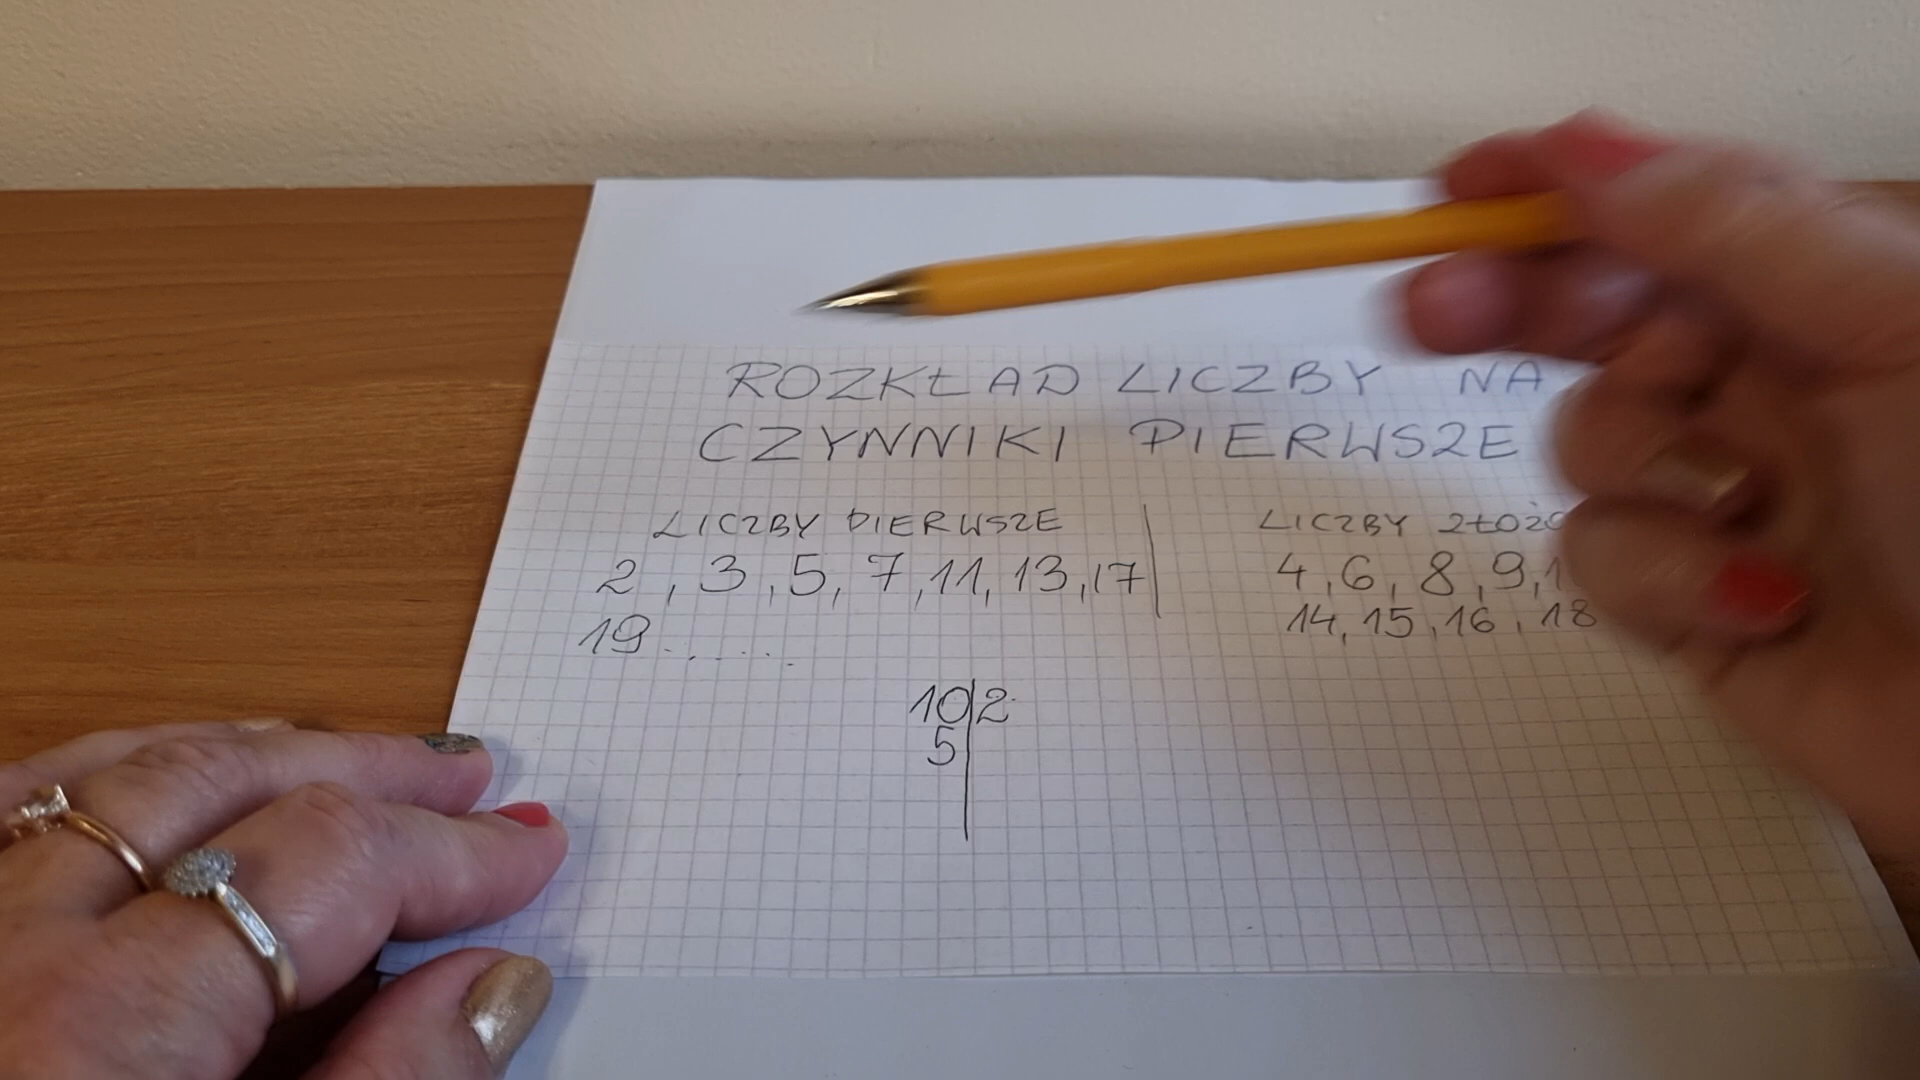 ROZKŁAD LICZBY NA
CZYNNIKI PIERWSZE
LICZBY PIERWSZE
2, 3, 5, 7, 11, 13, 17
19......
LICZBY
4, 6, 8, 9,
14, 15, 16, 18
10|2
5